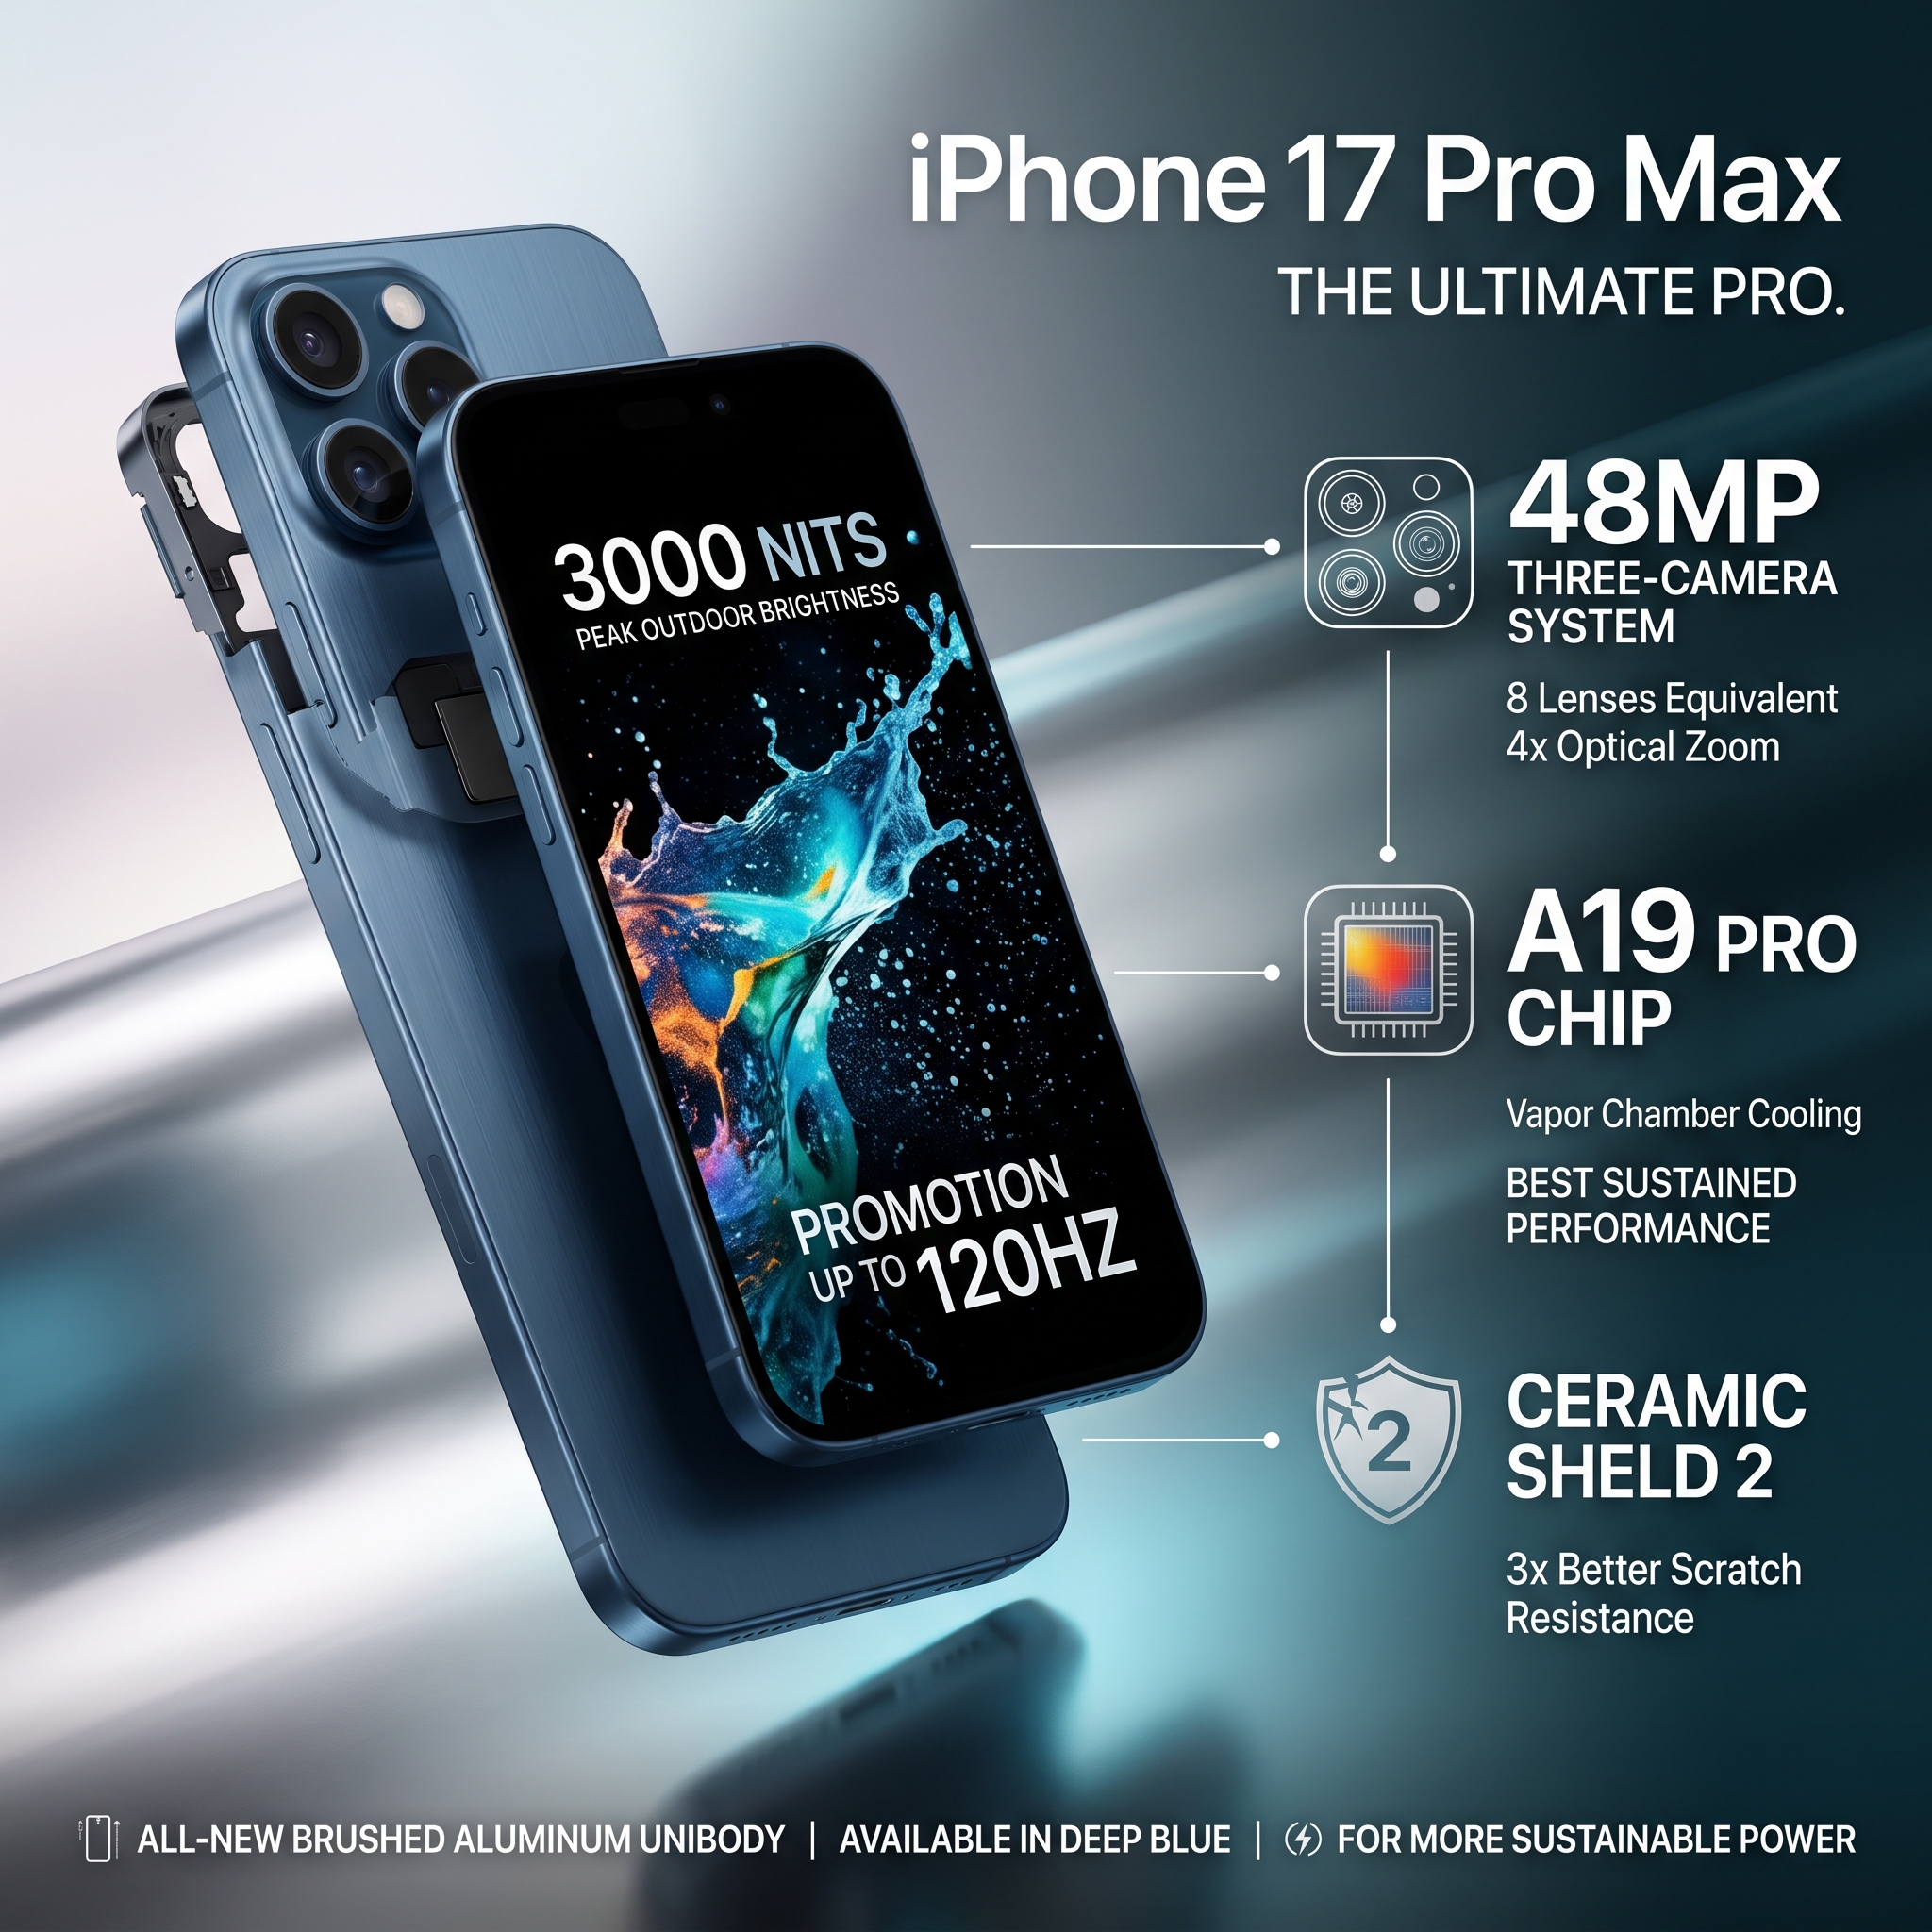 iPhone 17 Pro Max
THE ULTIMATE PRO.
3000 NITS
PEAK OUTDOOR BRIGHTNESS
PROMOTION
UP TO 120HZ
48MP
THREE-CAMERA
SYSTEM
8 Lenses Equivalent
4x Optical Zoom
A19 PRO
CHIP
Vapor Chamber Cooling
BEST SUSTAINED
PERFORMANCE
2
CERAMIC
SHELD 2
3x Better Scratch
Resistance
ALL-NEW BRUSHED ALUMINUM UNIBODY | AVAILABLE IN DEEP BLUE | FOR MORE SUSTAINABLE POWER